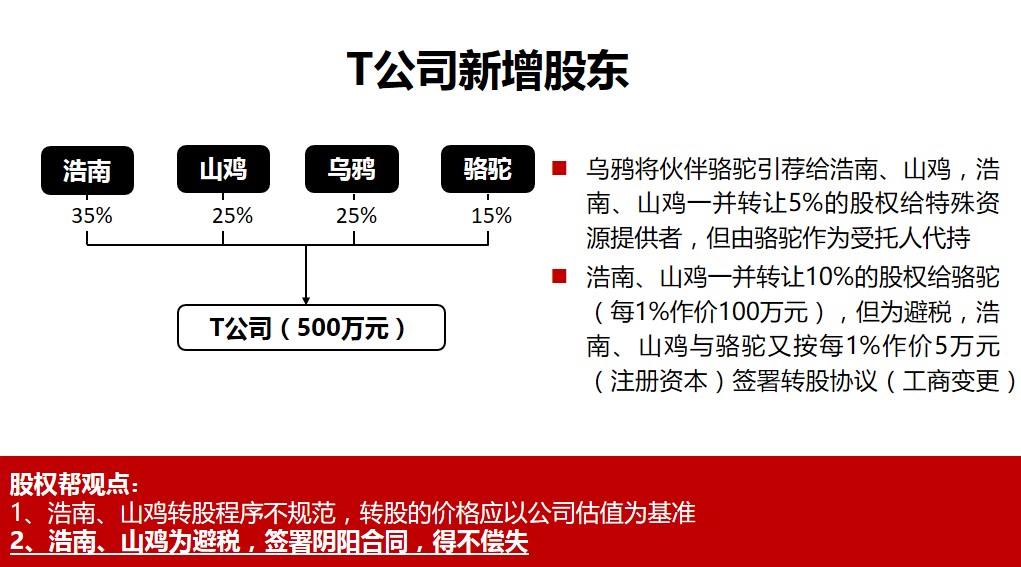 T公司新增股东
浩南
山鸡
乌鸦
骆驼
35%
25%
25%
15%
T公司（500万元）
乌鸦将伙伴骆驼引荐给浩南、山鸡，浩
南、山鸡一并转让5%的股权给特殊资
源提供者，但由骆驼作为受托人代持
浩南、山鸡一并转让10%的股权给骆驼
（每1%作价100万元），但为避税，浩
南、山鸡与骆驼又按每1%作价5万元
（注册资本）签署转股协议（工商变更）
股权帮观点：
1、浩南、山鸡转股程序不规范，转股的价格应以公司估值为基准
2、浩南、山鸡为避税，签署阴阳合同，得不偿失